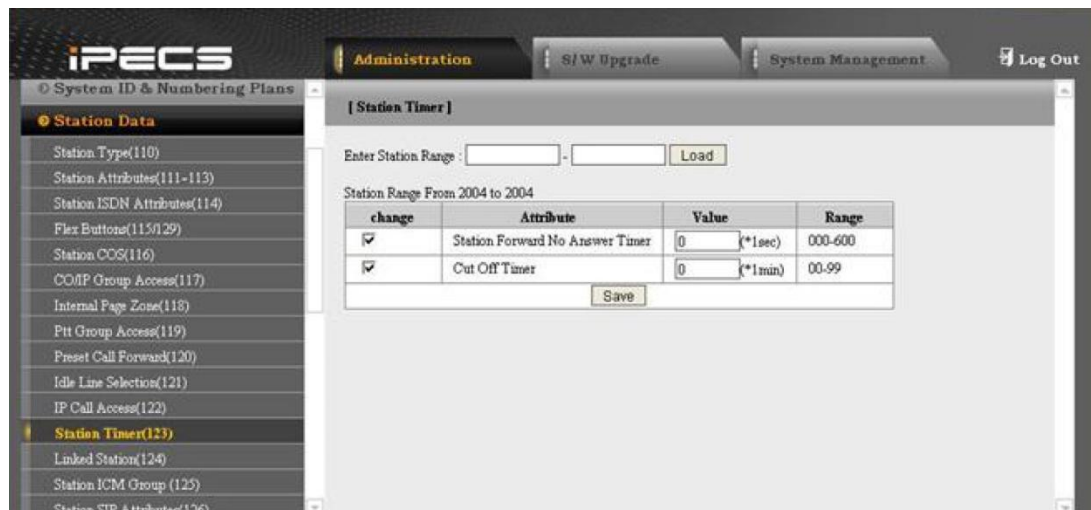 iPECS
Administration
S/W Upgrade
System Management
Log Out
System ID & Numbering Plans
Station Data
Station Type(110)
Station Attributes(111-113)
Station ISDN Attributes(114)
Flex Buttons(115/129)
Station COS(116)
CO/IP Group Access(117)
Internal Page Zone(118)
Ptt Group Access(119)
Preset Call Forward(120)
Idle Line Selection(121)
IP Call Access(122)
Station Timer(123)
Linked Station(124)
Station ICM Group (125)
Station SIP Attributes(126)
[ Station Timer ]
Enter Station Range : - Load
Station Range From 2004 to 2004
change Attribute Value Range
Station Forward No Answer Timer 0 (*1sec) 000-600
Cut Off Timer 0 (*1min) 00-99
Save